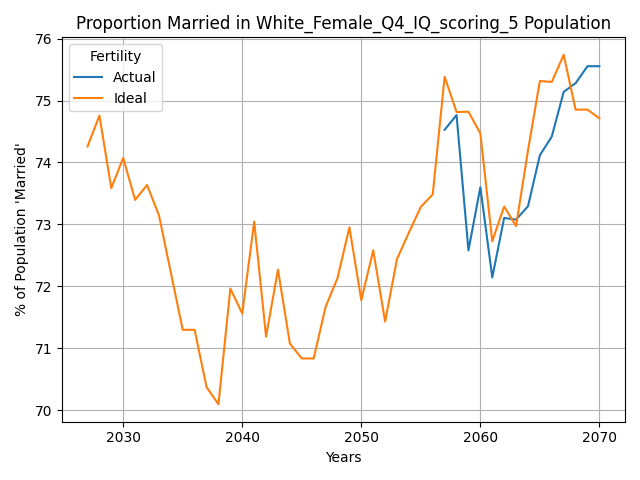 Proportion Married in White_Female_Q4_IQ_scoring_5 Population
Fertility
Actual
Ideal
% of Population 'Married'
76
75
74
73
72
71
70
2030
2040
2050
2060
2070
Years